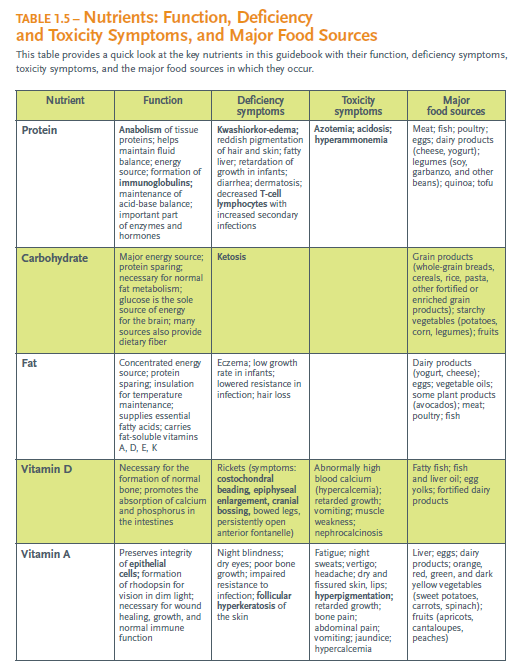 TABLE 1.5 – Nutrients: Function, Deficiency
and Toxicity Symptoms, and Major Food Sources
This table provides a quick look at the key nutrients in this guidebook with their function, deficiency symptoms,
toxicity symptoms, and the major food sources in which they occur.
Nutrient
Function
Deficiency
symptoms
Toxicity
symptoms
Major
food sources
Protein
Anabolism of tissue
proteins; helps
maintain fluid
balance; energy
source; formation of
immunoglobulins;
maintenance of
acid-base balance;
important part
of enzymes and
hormones
Kwashiorkor-edema;
reddish pigmentation
of hair and skin; fatty
liver; retardation of
growth in infants;
diarrhea; dermatosis;
decreased T-cell
lymphocytes with
increased secondary
infections
Azotemia; acidosis;
hyperammonemia
Meat; fish; poultry;
eggs; dairy products
(cheese, yogurt);
legumes (soy,
garbanzo, and other
beans); quinoa; tofu
Carbohydrate
Major energy source;
protein sparing;
necessary for normal
fat metabolism;
glucose is the sole
source of energy
for the brain; many
sources also provide
dietary fiber
Ketosis
Grain products
(whole-grain breads,
cereals, rice, pasta,
other fortified or
enriched grain
products); starchy
vegetables (potatoes,
corn, legumes); fruits
Fat
Concentrated energy
source; protein
sparing; insulation
for temperature
maintenance;
supplies essential
fatty acids; carries
fat-soluble vitamins
A, D, E, K
Eczema; low growth
rate in infants;
lowered resistance in
infection; hair loss
Dairy products
(yogurt, cheese);
eggs; vegetable oils;
some plant products
(avocados); meat;
poultry; fish
Vitamin D
Necessary for the
formation of normal
bone; promotes the
absorption of calcium
and phosphorus in
the intestines
Rickets (symptoms:
costochondral
beading, epiphyseal
enlargement, cranial
bossing, bowed legs,
persistently open
anterior fontanelle)
Abnormally high
blood calcium
(hypercalcemia);
retarded growth;
vomiting; muscle
weakness;
nephrocalcinosis
Fatty fish; fish
and liver oil; egg
yolks; fortified dairy
products
Vitamin A
Preserves integrity
of epithelial
cells; formation
of rhodopsin for
vision in dim light;
necessary for wound
healing, growth, and
normal immune
function
Night blindness;
dry eyes; poor bone
growth; impaired
resistance to
infection; follicular
hyperkeratosis of
the skin
Fatigue; night
sweats; vertigo;
headache; dry and
fissured skin, lips;
hyperpigmentation;
retarded growth;
bone pain;
abdominal pain;
vomiting; jaundice;
hypercalcemia
Liver; eggs; dairy
products; orange,
red, green, and dark
yellow vegetables
(sweet potatoes,
carrots, spinach);
fruits (apricots,
cantaloupes,
peaches)